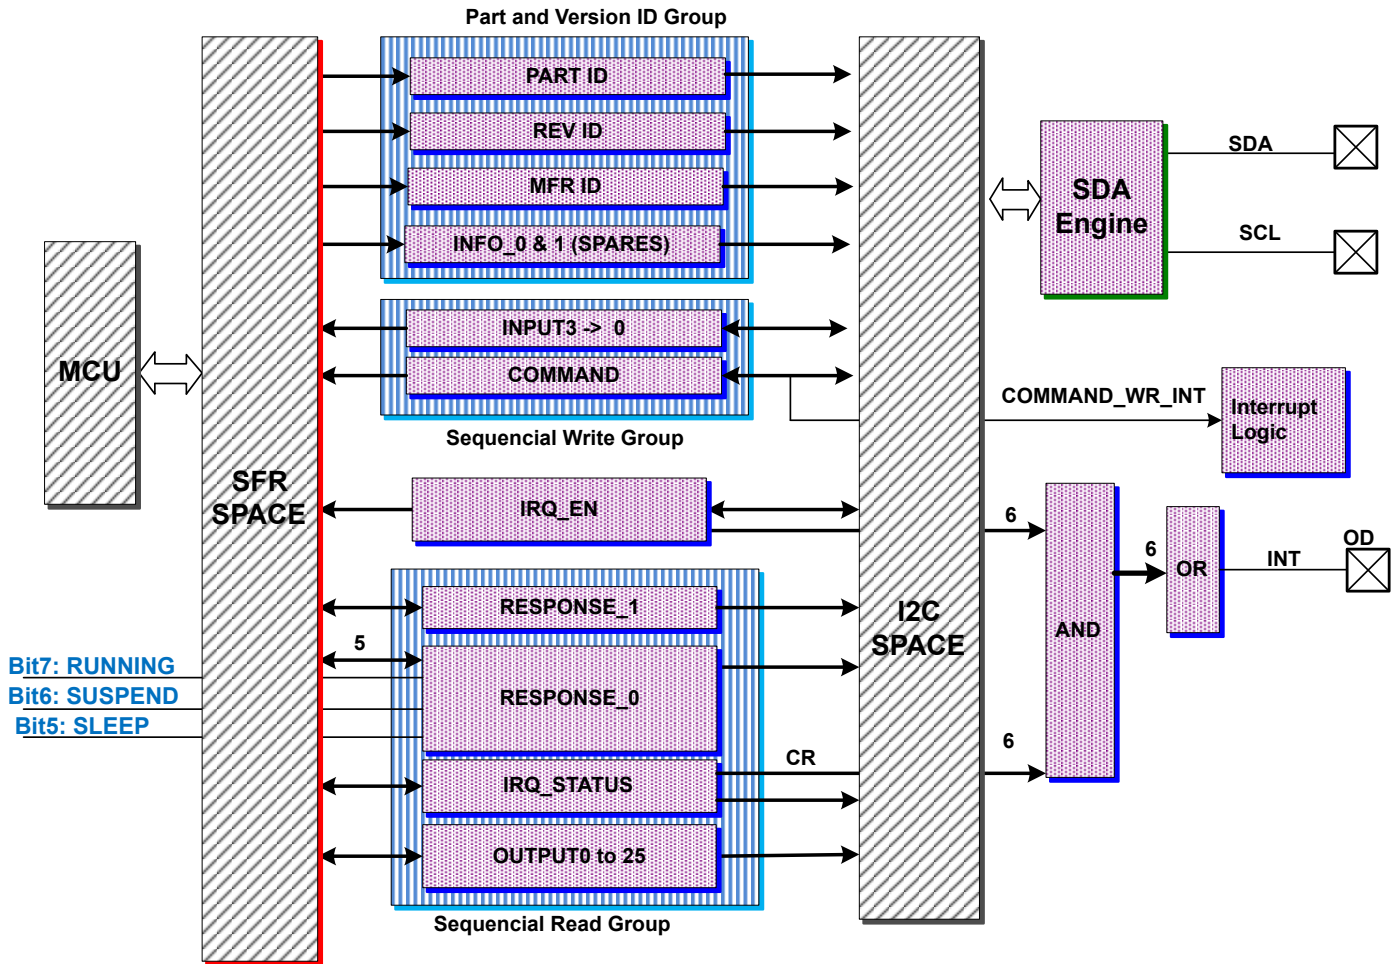 Part and Version ID Group
PART ID
REV ID
MFR ID
INFO_0 & 1 (SPARES)
INPUT3 -> 0
COMMAND
Sequencial Write Group
MCU
SFR
SPACE
IRQ_EN
RESPONSE_1
5
RESPONSE_0
Bit7: RUNNING
Bit6: SUSPEND
Bit5: SLEEP
CR
IRQ_STATUS
OUTPUT0 to 25
Sequencial Read Group
I2C
SPACE
SDA
Engine
SDA
SCL
COMMAND_WR_INT
Interrupt
Logic
6
AND
6
6
OR
INT
OD